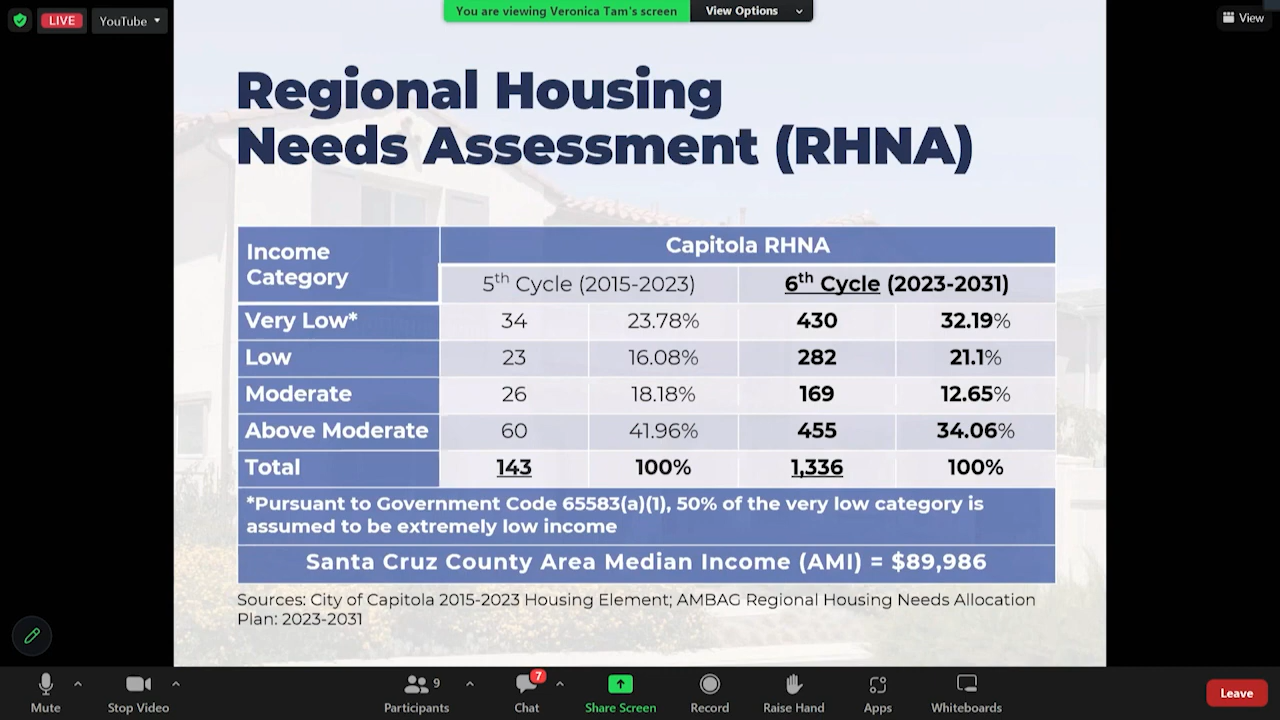 LIVE
YouTube
You are viewing Veronica Tam's screen
View Options
View
Regional Housing
Needs Assessment (RHNA)
Income
Category
Capitola RHNA
5th Cycle (2015-2023)
6th Cycle (2023-2031)
Very Low* 34 23.78% 430 32.19%
Low 23 16.08% 282 21.1%
Moderate 26 18.18% 169 12.65%
Above Moderate 60 41.96% 455 34.06%
Total 143 100% 1,336 100%
*Pursuant to Government Code 65583(a)(1), 50% of the very low category is
assumed to be extremely low income
Santa Cruz County Area Median Income (AMI) = $89,986
Sources: City of Capitola 2015-2023 Housing Element; AMBAG Regional Housing Needs Allocation
Plan: 2023-2031
Mute
Stop Video
9
Participants
7
Chat
Share Screen
Record
Raise Hand
Apps
Whiteboards
Leave